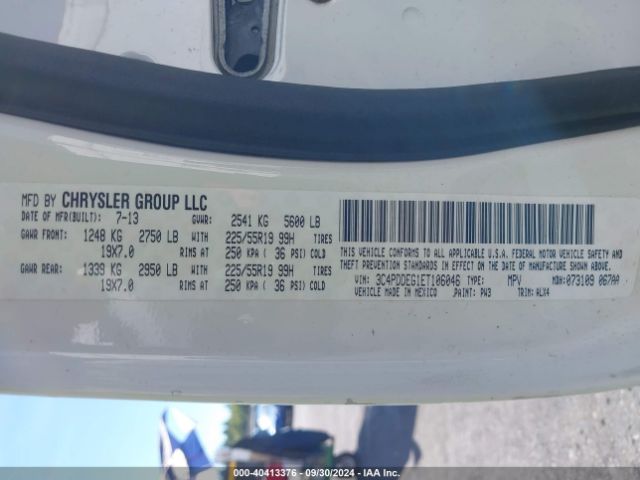 MFD BY CHRYSLER GROUP LLC
DATE OF MFR(BUILT): 7-13 GVWR: 2541 KG 5600 LB
GAWR FRONT: 1248 KG 2750 LB WITH 225/55R19 99H TIRES
19X7.0 RIMS AT 250 KPA ( 36 PSI) COLD
GAWR REAR: 1339 KG 2950 LB WITH 225/55R19 99H TIRES
19X7.0 RIMS AT 250 KPA ( 36 PSI) COLD
THIS VEHICLE CONFORMS TO ALL APPLICABLE U.S.A. FEDERAL MOTOR VEHICLE SAFETY AND
THEFT PREVENTION STANDARDS IN EFFECT ON THE DATE OF MANUFACTURE SHOWN ABOVE.
VIN: 3C4PDDEG1ET106046 TYPE: MPV MDH: 073109 067AA
VEHICLE MADE IN MEXICO PAINT: PW3 TRIM: ALX4
000-40413376 - 09/30/2024 - IAA Inc.